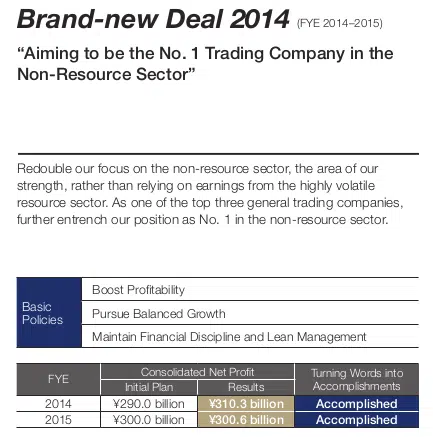 Brand-new Deal 2014 (FYE 2014–2015)
“Aiming to be the No. 1 Trading Company in the
Non-Resource Sector”
Redouble our focus on the non-resource sector, the area of our
strength, rather than relying on earnings from the highly volatile
resource sector. As one of the top three general trading companies,
further entrench our position as No. 1 in the non-resource sector.
Basic
Policies
Boost Profitability
Pursue Balanced Growth
Maintain Financial Discipline and Lean Management
FYE
Consolidated Net Profit
Initial Plan Results
Turning Words into
Accomplishments
2014 ¥290.0 billion ¥310.3 billion Accomplished
2015 ¥300.0 billion ¥300.6 billion Accomplished